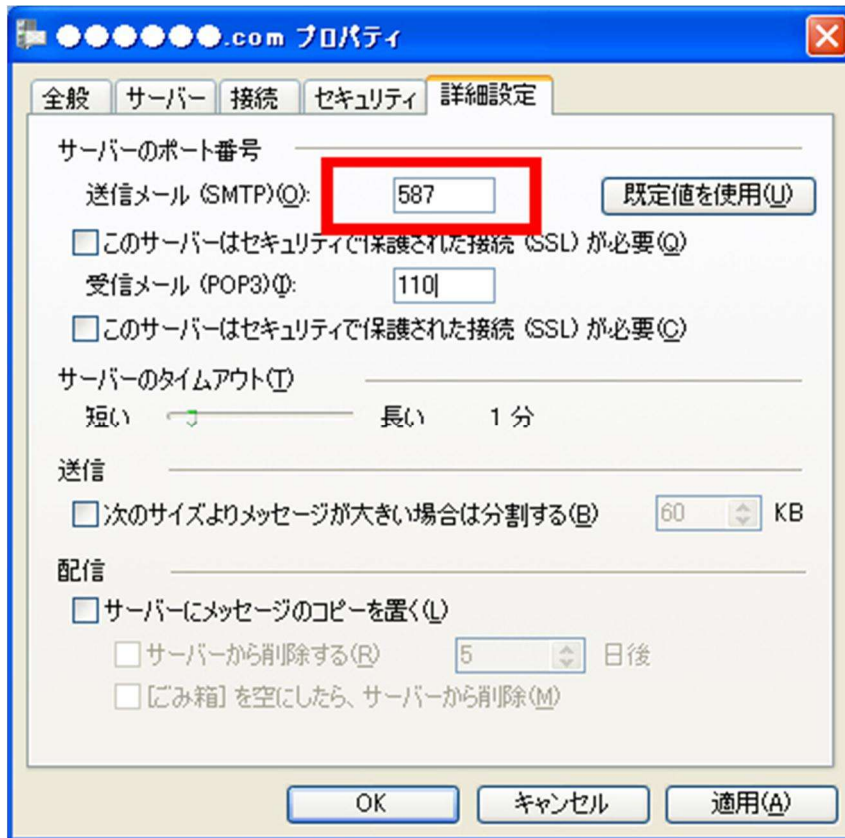 ●●●●●●.com プロパティ
全般 サーバー 接続 セキュリティ 詳細設定
サーバーのポート番号
送信メール (SMTP)(O): 587 既定値を使用(U)
このサーバーはセキュリティで保護された接続 (SSL) が必要(Q)
受信メール (POP3)(I): 110
このサーバーはセキュリティで保護された接続 (SSL) が必要(C)
サーバーのタイムアウト(T)
短い 長い 1 分
送信
次のサイズよりメッセージが大きい場合は分割する(B) 60 KB
配信
サーバーにメッセージのコピーを置く(L)
サーバーから削除する(R) 5 日後
[ごみ箱] を空にしたら、サーバーから削除(M)
OK キャンセル 適用(A)